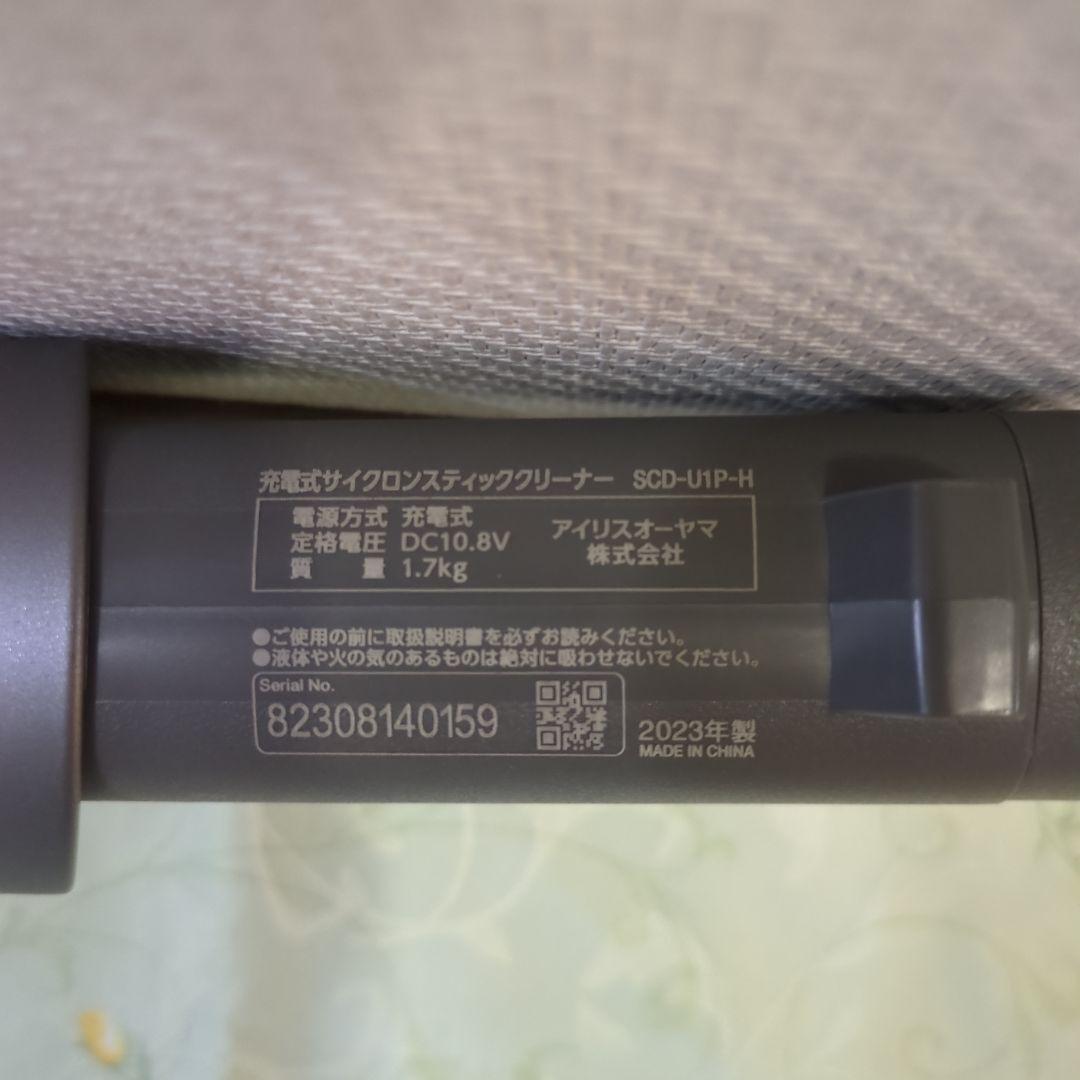 充電式サイクロンスティッククリーナー SCD-U1P-H
電源方式 充電式
定格電圧 DC10.8V
質 量 1.7kg
アイリスオーヤマ
株式会社
●ご使用の前に取扱説明書を必ずお読みください。
●液体や火の気のあるものは絶対に吸わせないでください。
Serial No.
82308140159
2023年製
MADE IN CHINA